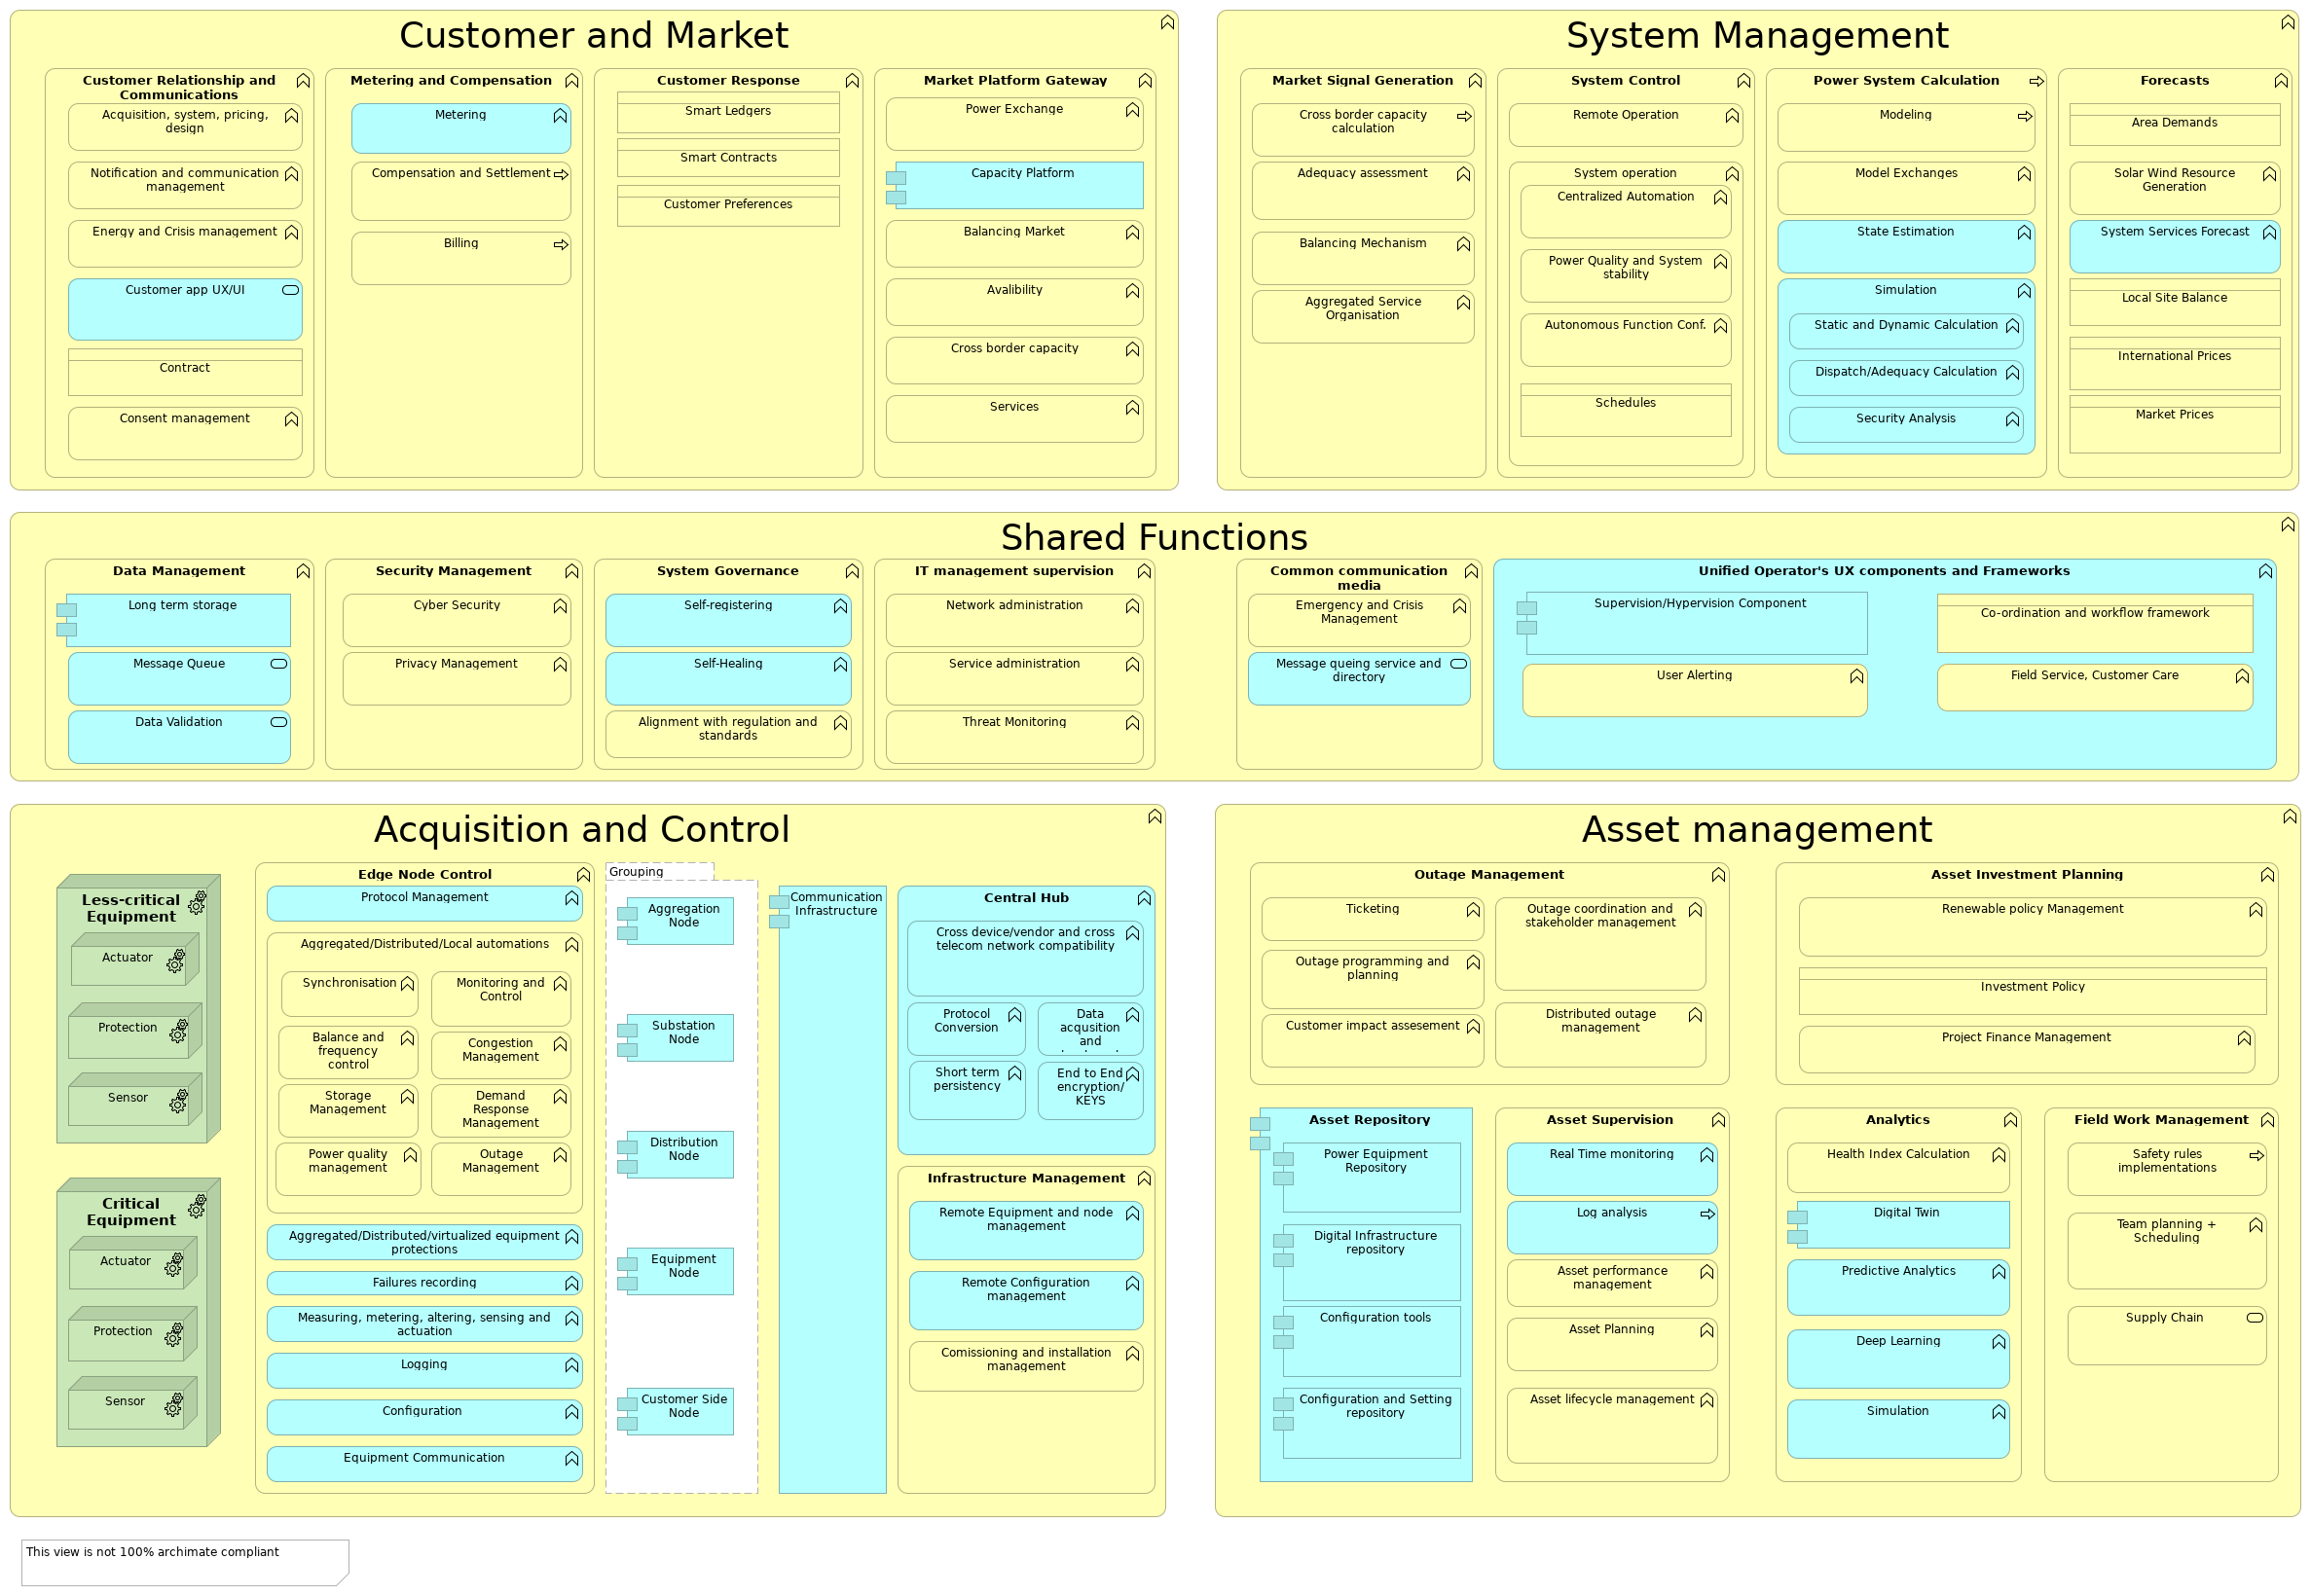 Customer and Market
Customer Relationship and
Communications
Acquisition, system, pricing,
design
Notification and communication
management
Energy and Crisis management
Customer app UX/UI
Contract
Consent management
Metering and Compensation
Metering
Compensation and Settlement
Billing
Customer Response
Smart Ledgers
Smart Contracts
Customer Preferences
Market Platform Gateway
Power Exchange
Capacity Platform
Balancing Market
Avalibility
Cross border capacity
Services
System Management
Market Signal Generation
Cross border capacity
calculation
Adequacy assessment
Balancing Mechanism
Aggregated Service
Organisation
System Control
Remote Operation
System operation
Centralized Automation
Power Quality and System
stability
Autonomous Function Conf.
Schedules
Power System Calculation
Modeling
Model Exchanges
State Estimation
Simulation
Static and Dynamic Calculation
Dispatch/Adequacy Calculation
Security Analysis
Forecasts
Area Demands
Solar Wind Resource
Generation
System Services Forecast
Local Site Balance
International Prices
Market Prices
Shared Functions
Data Management
Long term storage
Message Queue
Data Validation
Security Management
Cyber Security
Privacy Management
System Governance
Self-registering
Self-Healing
Alignment with regulation and
standards
IT management supervision
Network administration
Service administration
Threat Monitoring
Common communication
media
Emergency and Crisis
Management
Message queing service and
directory
Unified Operator's UX components and Frameworks
Supervision/Hypervision Component
Co-ordination and workflow framework
User Alerting
Field Service, Customer Care
Acquisition and Control
Less-critical
Equipment
Actuator
Protection
Sensor
Critical
Equipment
Actuator
Protection
Sensor
Edge Node Control
Protocol Management
Aggregated/Distributed/Local automations
Synchronisation
Monitoring and
Control
Balance and
frequency
control
Congestion
Management
Storage
Management
Demand
Response
Management
Power quality
management
Outage
Management
Aggregated/Distributed/virtualized equipment
protections
Failures recording
Measuring, metering, altering, sensing and
actuation
Logging
Configuration
Equipment Communication
Grouping
Aggregation
Node
Substation
Node
Distribution
Node
Equipment
Node
Customer Side
Node
Communication
Infrastructure
Central Hub
Cross device/vendor and cross
telecom network compatibility
Protocol
Conversion
Data
acqusition
and
Short term
persistency
End to End
encryption/
KEYS
Infrastructure Management
Remote Equipment and node
management
Remote Configuration
management
Comissioning and installation
management
Asset management
Outage Management
Ticketing
Outage coordination and
stakeholder management
Outage programming and
planning
Customer impact assesement
Distributed outage
management
Asset Investment Planning
Renewable policy Management
Investment Policy
Project Finance Management
Asset Repository
Power Equipment
Repository
Digital Infrastructure
repository
Configuration tools
Configuration and Setting
repository
Asset Supervision
Real Time monitoring
Log analysis
Asset performance
management
Asset Planning
Asset lifecycle management
Analytics
Health Index Calculation
Digital Twin
Predictive Analytics
Deep Learning
Simulation
Field Work Management
Safety rules
implementations
Team planning +
Scheduling
Supply Chain
This view is not 100% archimate compliant